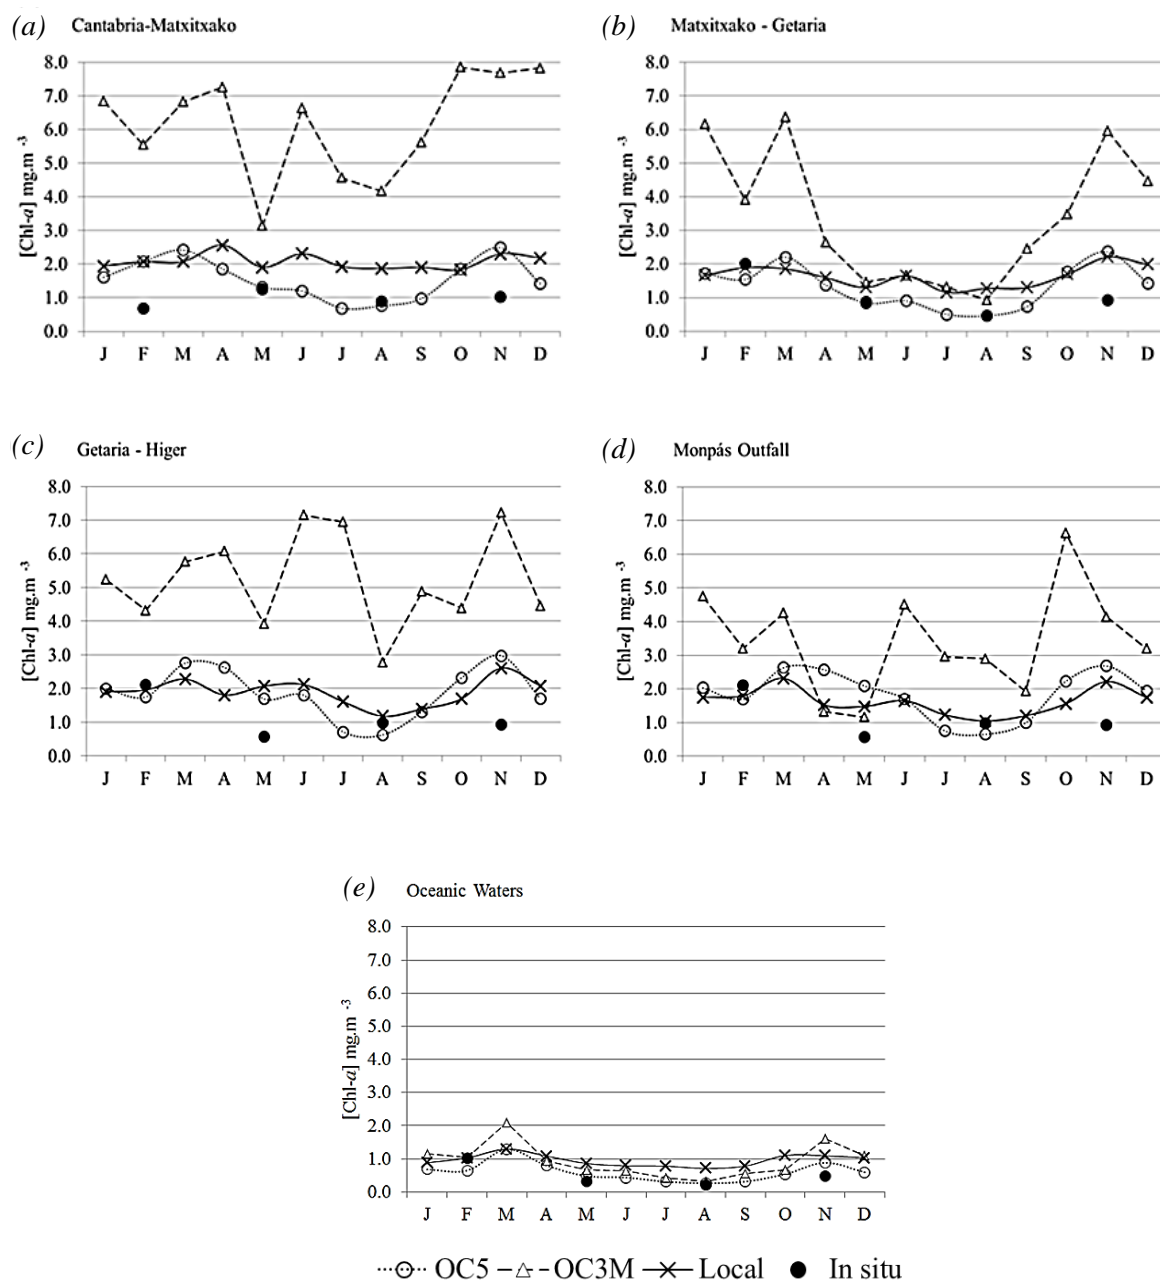 (a) Cantabria-Matxitxako
8.0
7.0
6.0
5.0
4.0
3.0
2.0
1.0
0.0
[Chl-a] mg.m -3
J F M A M J J A S O N D
(b) Matxitxako - Getaria
8.0
7.0
6.0
5.0
4.0
3.0
2.0
1.0
0.0
[Chl-a] mg.m -3
J F M A M J J A S O N D
(c) Getaria - Higer
8.0
7.0
6.0
5.0
4.0
3.0
2.0
1.0
0.0
[Chl-a] mg.m -3
J F M A M J J A S O N D
(d) Monpás Outfall
8.0
7.0
6.0
5.0
4.0
3.0
2.0
1.0
0.0
[Chl-a] mg.m -3
J F M A M J J A S O N D
(e) Oceanic Waters
8.0
7.0
6.0
5.0
4.0
3.0
2.0
1.0
0.0
[Chl-a] mg.m -3
J F M A M J J A S O N D
OC5 OC3M Local In situ